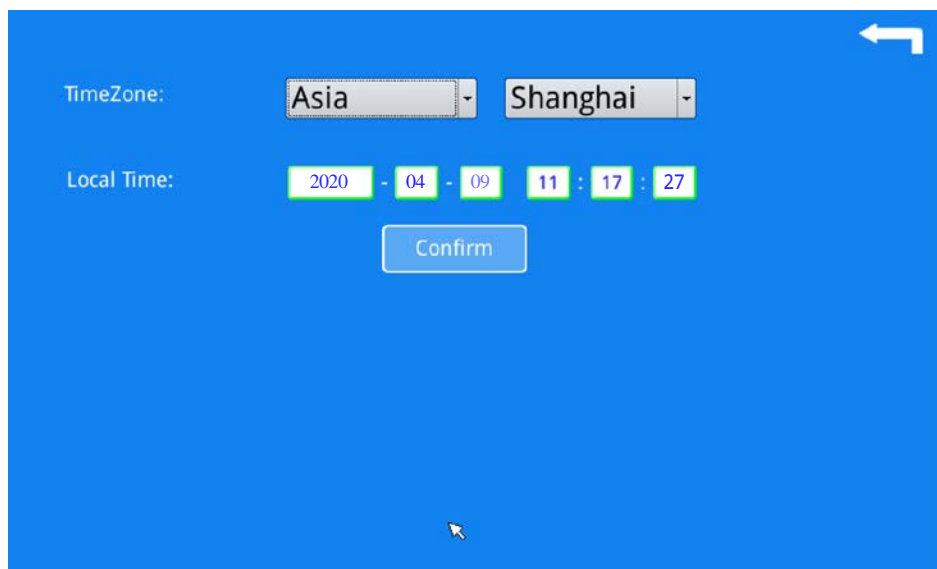 TimeZone: Asia Shanghai
Local Time: 2020 - 04 - 09 11 : 17 : 27
Confirm